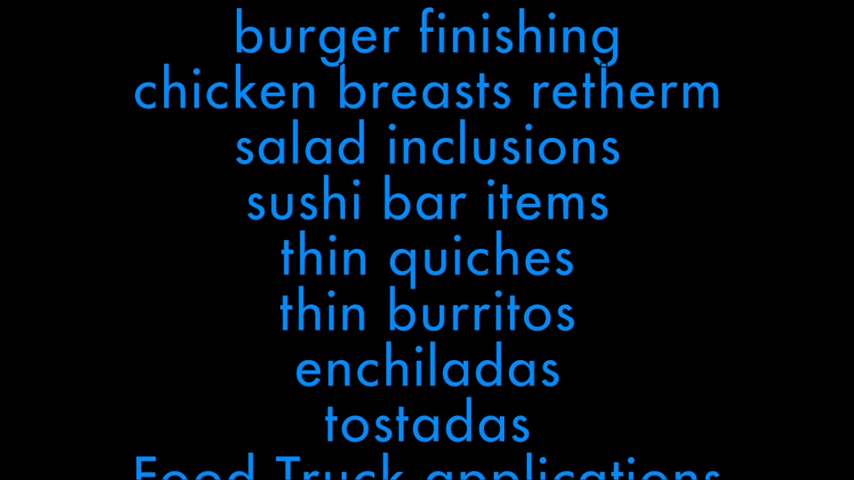 burger finishing
chicken breasts retherm
salad inclusions
sushi bar items
thin quiches
thin burritos
enchiladas
tostadas
Food Truck applications